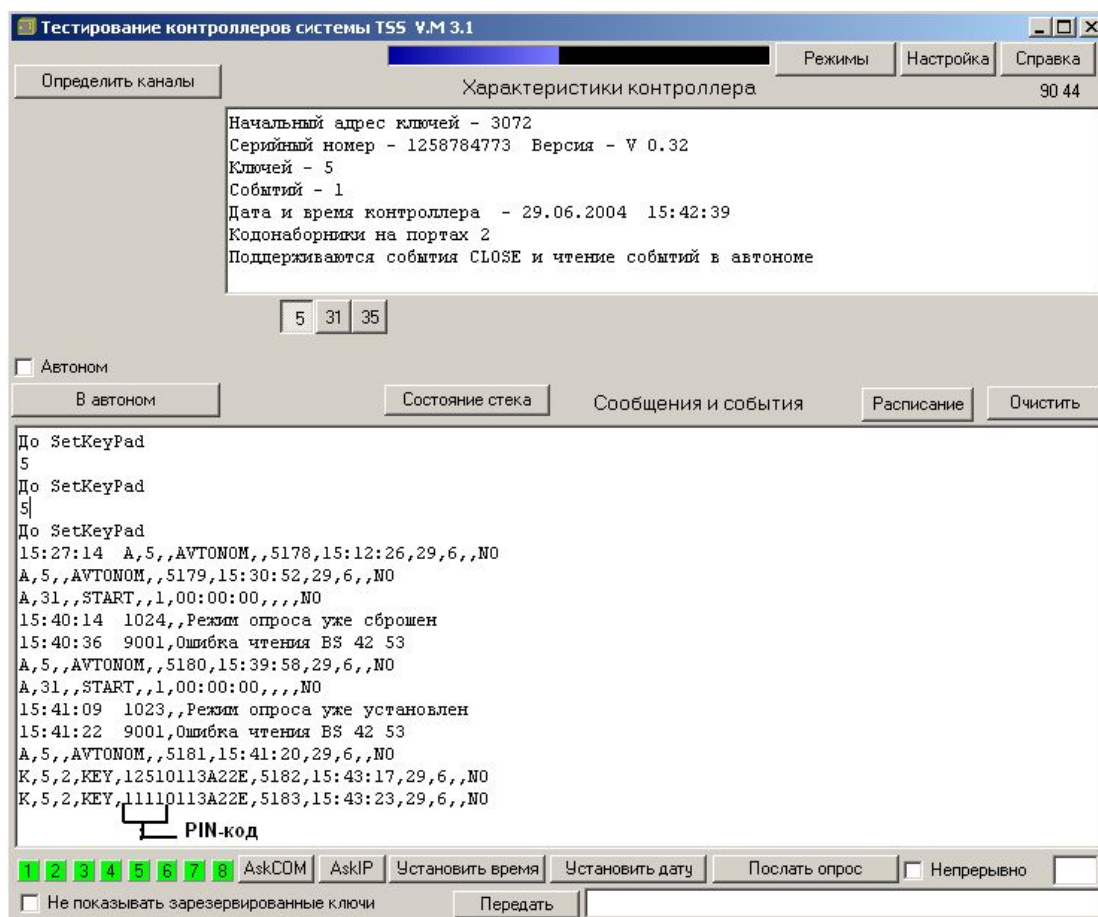 Тестирование контроллеров системы TSS V.M 3.1
Режимы Настройка Справка
Определить каналы
Характеристики контроллера
90 44
Начальный адрес ключей - 3072
Серийный номер - 1258784773 Версия - V 0.32
Ключей - 5
Событий - 1
Дата и время контроллера - 29.06.2004 15:42:39
Кодонаборники на портах 2
Поддерживаются события CLOSE и чтение событий в автономе
5 31 35
Автоном
В автоном Состояние стека Сообщения и события Расписание Очистить
До SetKeyPad
5
До SetKeyPad
5
До SetKeyPad
15:27:14 A,5,,AVTONOM,,5178,15:12:26,29,6,,NO
A,5,,AVTONOM,,5179,15:30:52,29,6,,NO
A,31,,START,,1,00:00:00,,,,NO
15:40:14 1024,,Режим опроса уже сброшен
15:40:36 9001,Ошибка чтения BS 42 53
A,5,,AVTONOM,,5180,15:39:58,29,6,,NO
A,31,,START,,1,00:00:00,,,,NO
15:41:09 1023,,Режим опроса уже установлен
15:41:22 9001,Ошибка чтения BS 42 53
A,5,,AVTONOM,,5181,15:41:20,29,6,,NO
K,5,2,KEY,12510113A22E,5182,15:43:17,29,6,,NO
K,5,2,KEY,11110113A22E,5183,15:43:23,29,6,,NO
PIN-код
1 2 3 4 5 6 7 8 AskCOM AskIP Установить время Установить дату Послать опрос Непрерывно
Не показывать зарезервированные ключи Передать